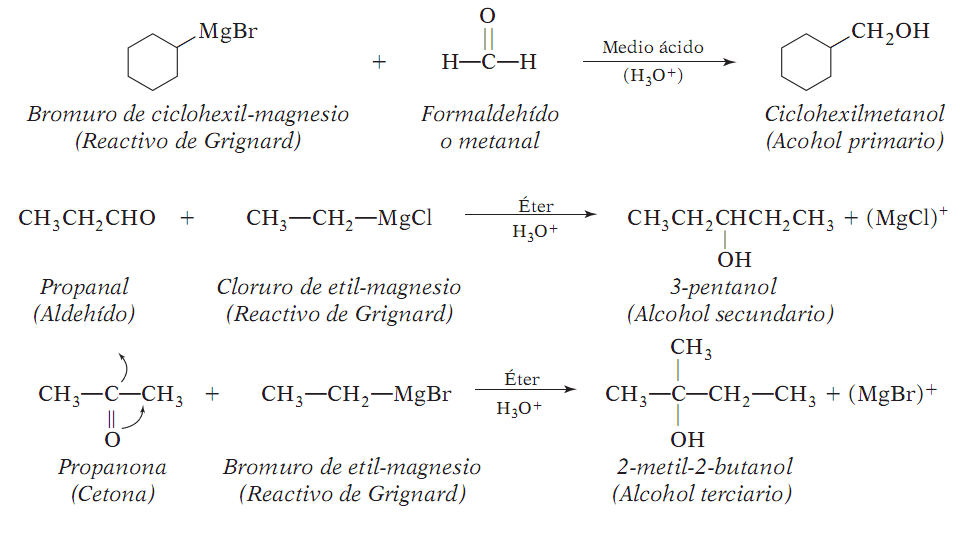 MgBr + O H—C—H Medio ácido (H₃O⁺) CH₂OH
Bromuro de ciclohexil-magnesio Formaldehído Ciclohexilmetanol
(Reactivo de Grignard) o metanal (Acohol primario)
CH₃CH₂CHO + CH₃—CH₂—MgCl Éter H₃O⁺ CH₃CH₂CHCH₂CH₃ + (MgCl)⁺
OH
Propanal Cloruro de etil-magnesio 3-pentanol
(Aldehído) (Reactivo de Grignard) (Alcohol secundario)
CH₃
CH₃—C—CH₃ + CH₃—CH₂—MgBr Éter H₃O⁺ CH₃—C—CH₂—CH₃ + (MgBr)⁺
O OH
Propanona Bromuro de etil-magnesio 2-metil-2-butanol
(Cetona) (Reactivo de Grignard) (Alcohol terciario)